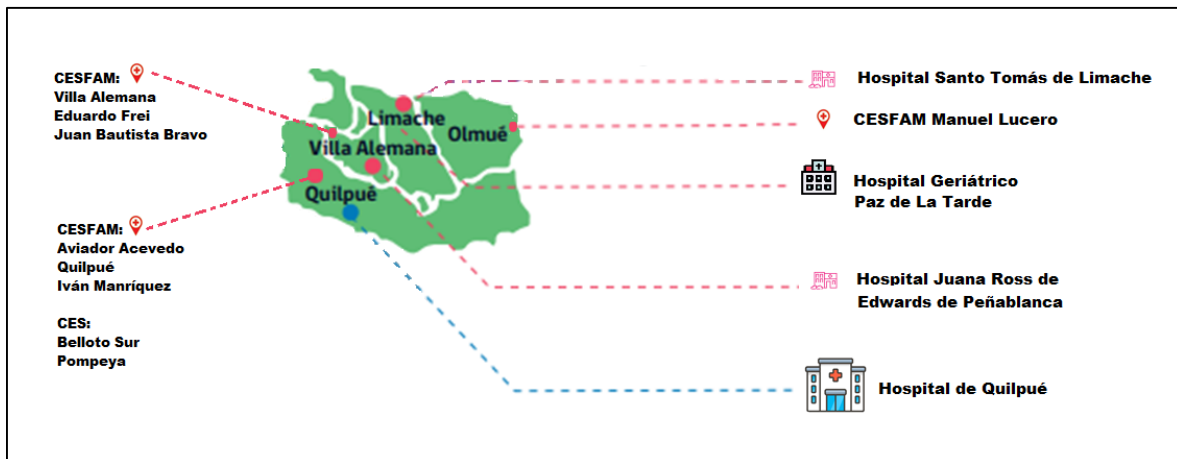 CESFAM:
Villa Alemana
Eduardo Frei
Juan Bautista Bravo
CESFAM:
Aviador Acevedo
Quilpué
Iván Manríquez
CES:
Belloto Sur
Pompeya
Limache
Olmué
Villa Alemana
Quilpué
Hospital Santo Tomás de Limache
CESFAM Manuel Lucero
Hospital Geriátrico
Paz de La Tarde
Hospital Juana Ross de
Edwards de Peñablanca
Hospital de Quilpué